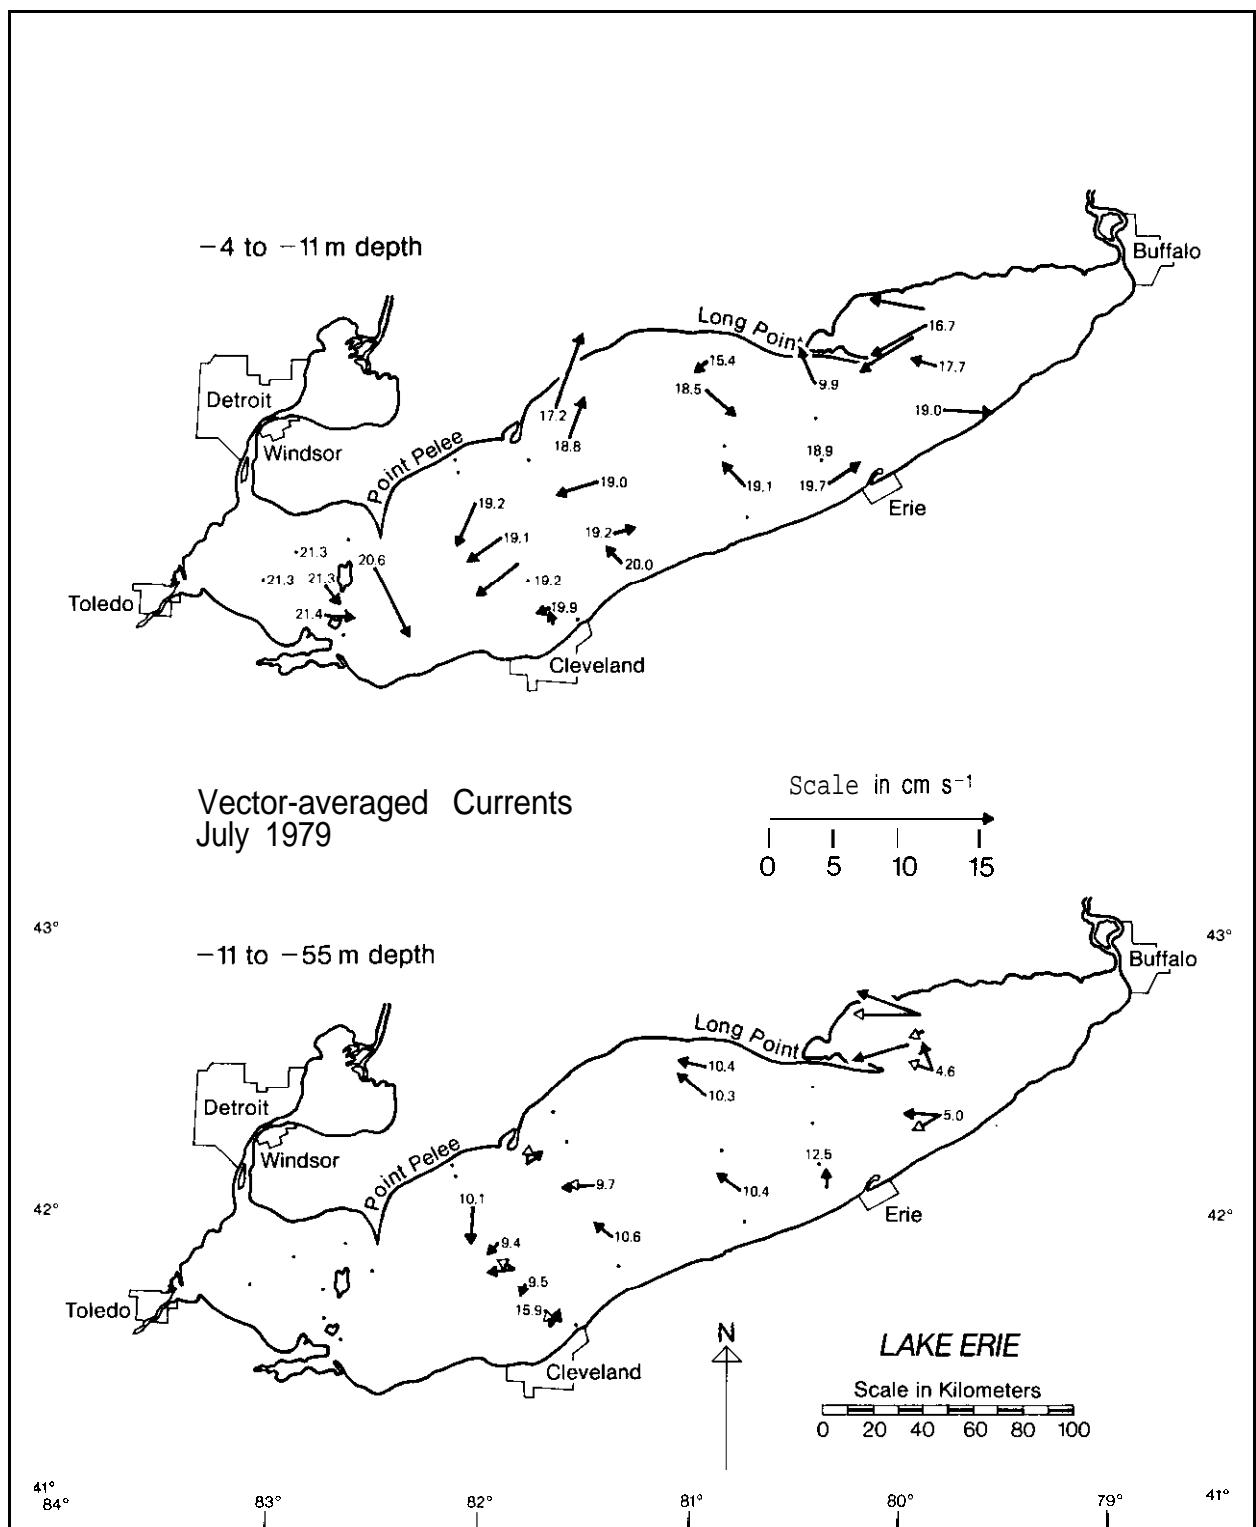 −4 to −11 m depth
Buffalo
Long Point
16.7
15.4
17.7
9.9
18.5
Detroit
17.2
19.0
18.8
Windsor
Point Pelee
18.9
19.0
19.1
19.7
19.2
Erie
19.1
19.2
20.0
21.3
20.6
21.3
21.3
19.2
Toledo
21.4
19.9
Cleveland
Vector-averaged Currents
July 1979
Scale in cm s⁻¹
0 5 10 15
43°
43°
−11 to −55 m depth
Buffalo
Long Point
10.4
4.6
10.3
Detroit
5.0
Windsor
Point Pelee
12.5
9.7
10.4
10.1
42°
42°
Erie
10.6
9.4
9.5
15.9
Toledo
Cleveland
N
LAKE ERIE
Scale in Kilometers
0 20 40 60 80 100
41°
41°
84° 83° 82° 81° 80° 79°